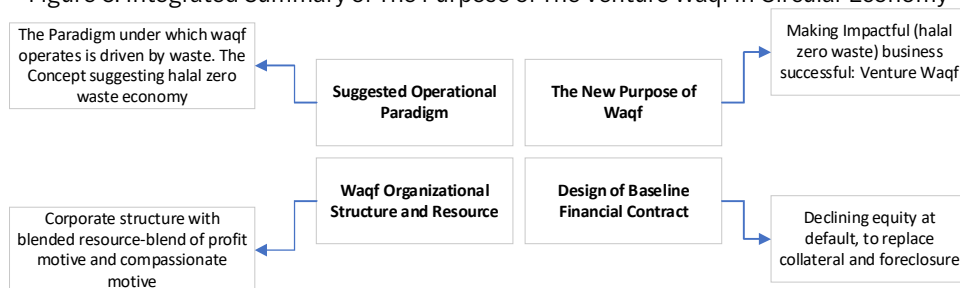 Figure Integrated Summary of The Purpose of The Venture Waqf in Circular Economy
The Paradigm under which waqf
operates is driven by waste. The
Concept suggesting halal zero
waste economy
Suggested Operational
Paradigm
The New Purpose of
Waqf
Making Impactful (halal
zero waste) business
successful: Venture Waqf
Corporate structure with
blended resource-blend of profit
motive and compassionate
motive
Waqf Organizational
Structure and Resource
Design of Baseline
Financial Contract
Declining equity at
default, to replace
collateral and foreclosure